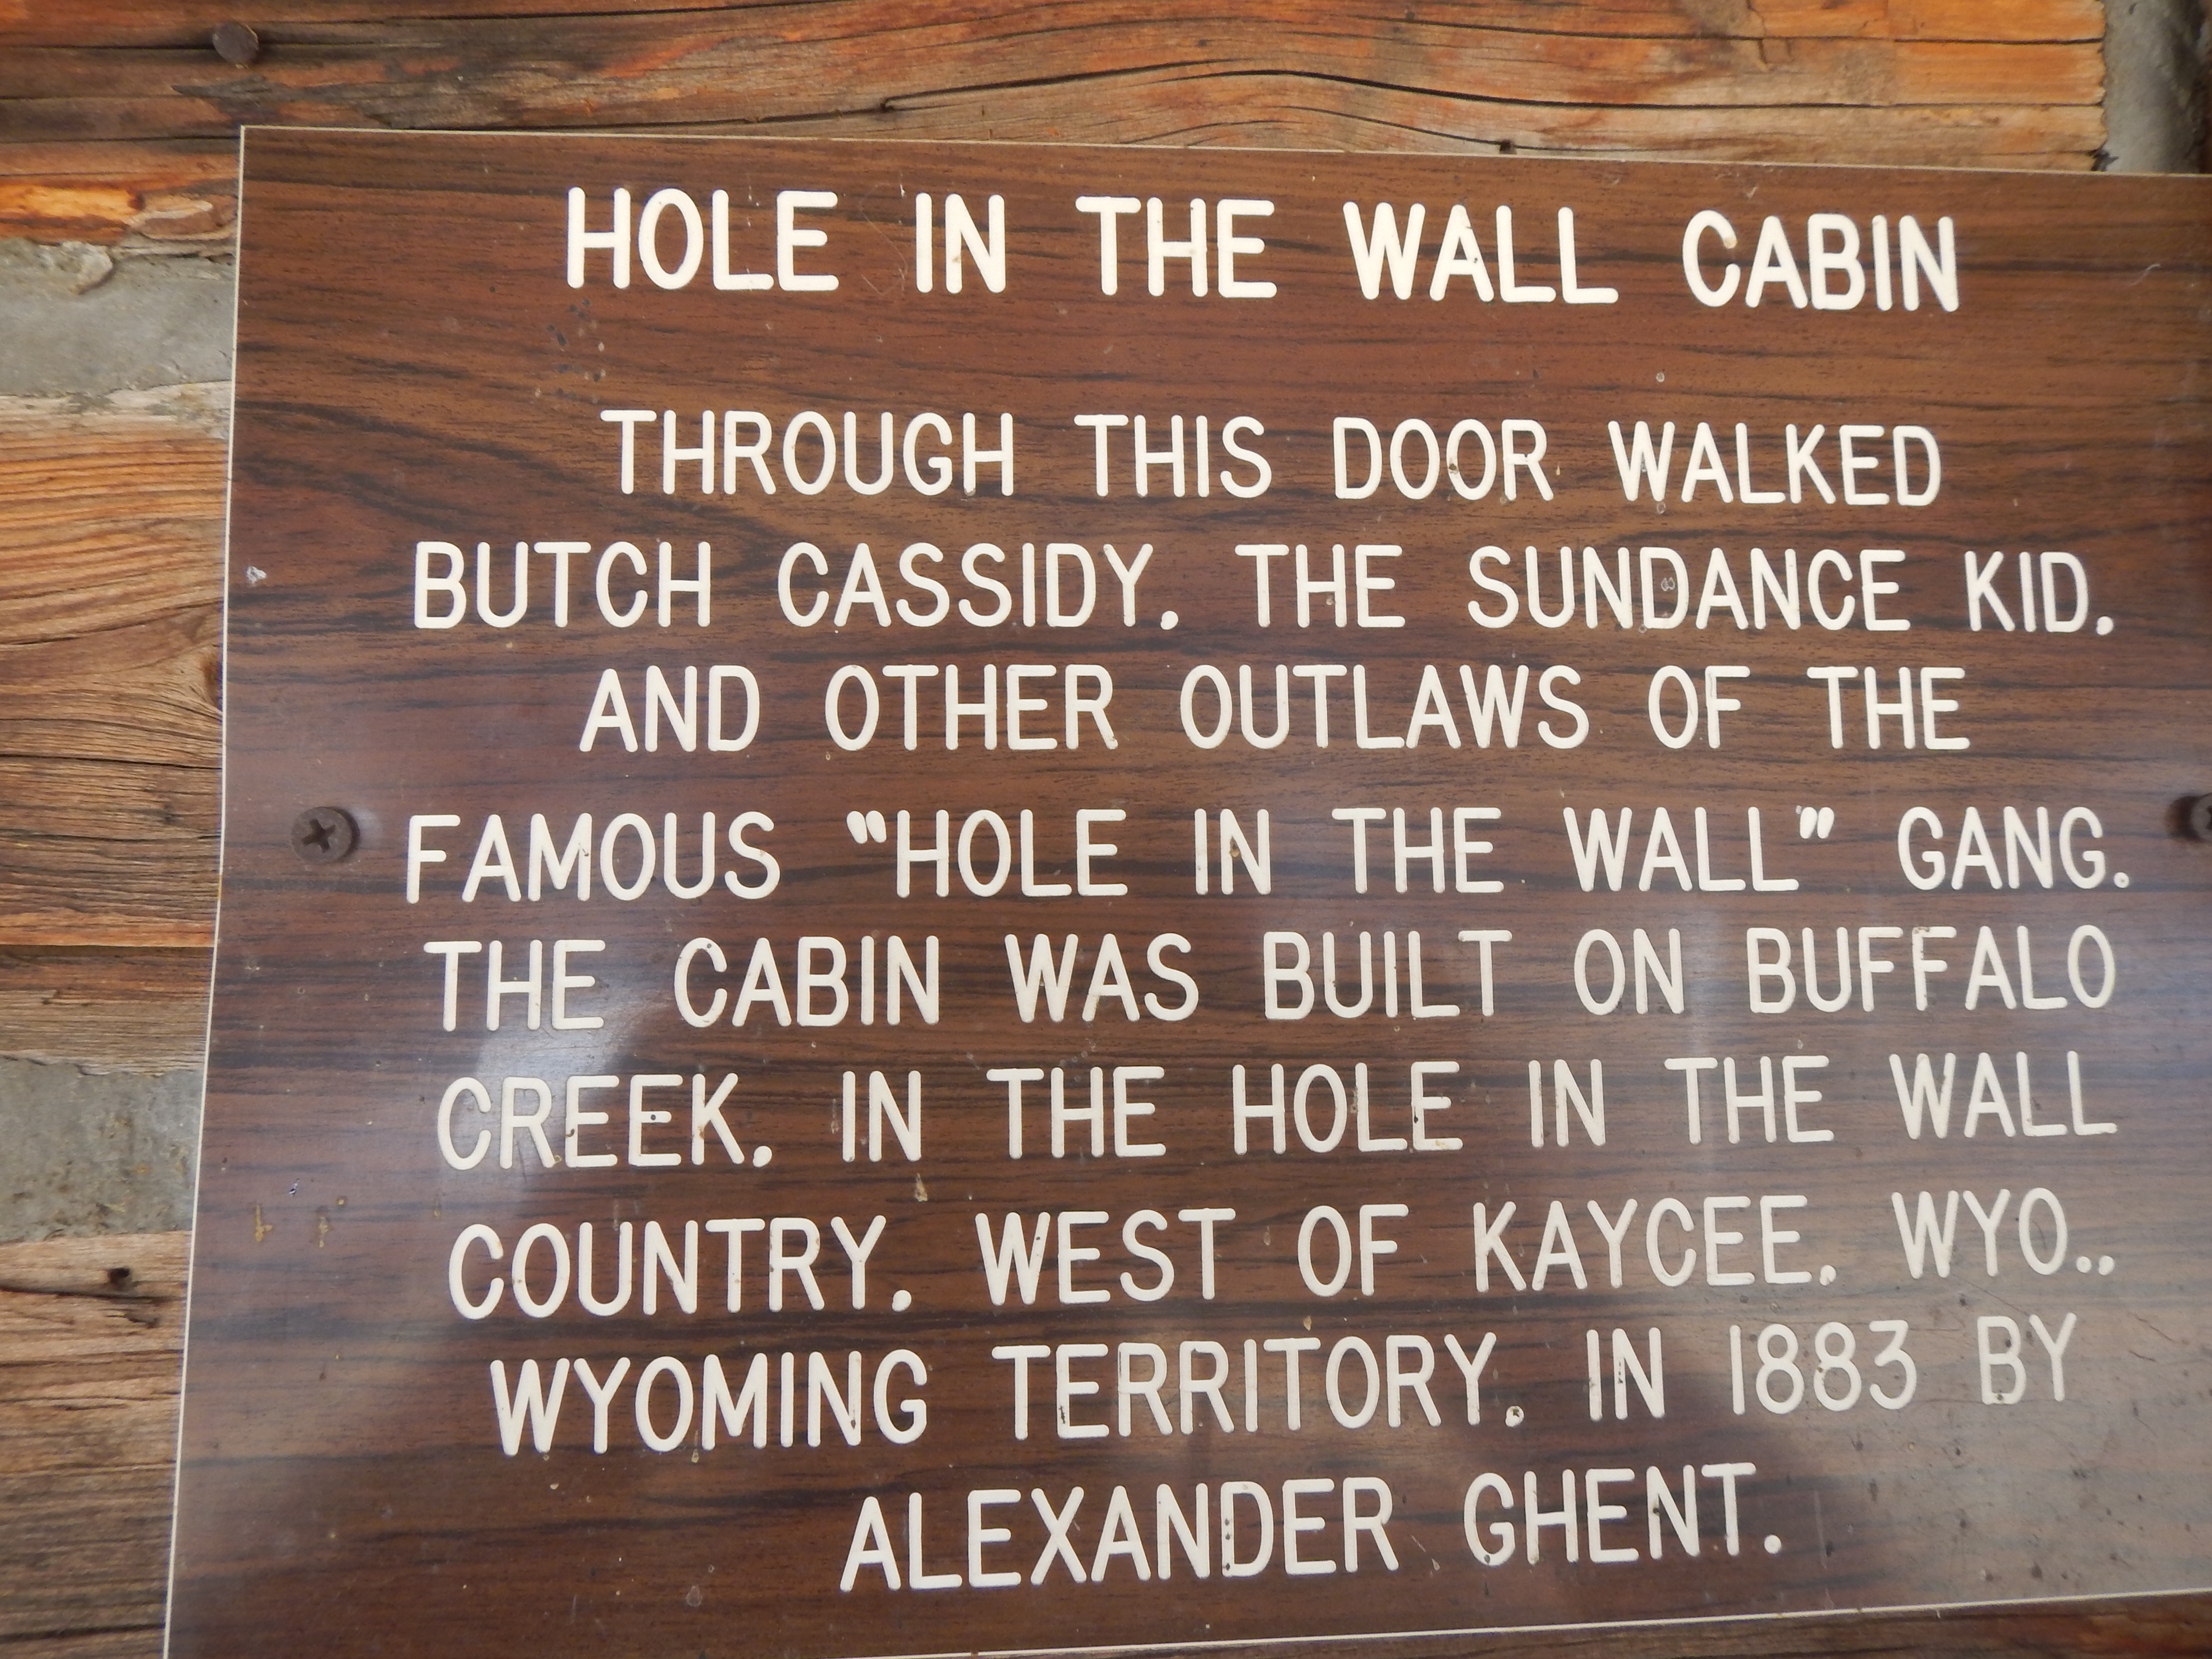 HOLE IN THE WALL CABIN
THROUGH THIS DOOR WALKED
BUTCH CASSIDY. THE SUNDANCE KID.
AND OTHER OUTLAWS OF THE
FAMOUS "HOLE IN THE WALL" GANG.
THE CABIN WAS BUILT ON BUFFALO
CREEK. IN THE HOLE IN THE WALL
COUNTRY. WEST OF KAYCEE. WYO..
WYOMING TERRITORY. IN 1883 BY
ALEXANDER GHENT.